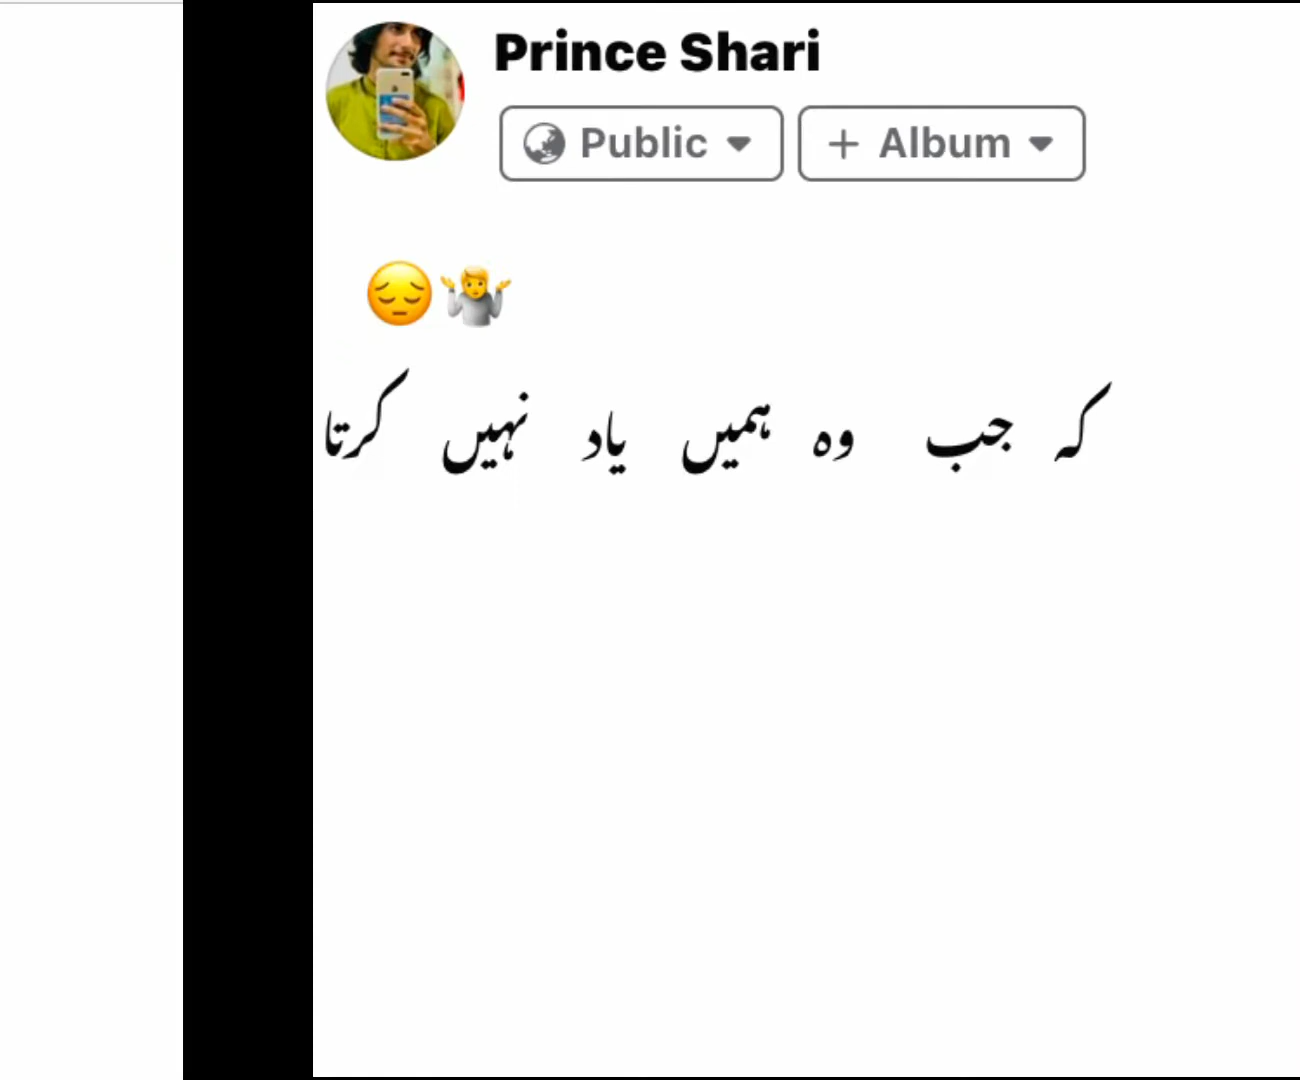 Prince Shari
Public
+ Album
😔🤷
کہ جب وہ ہمیں یاد نہیں کرتا